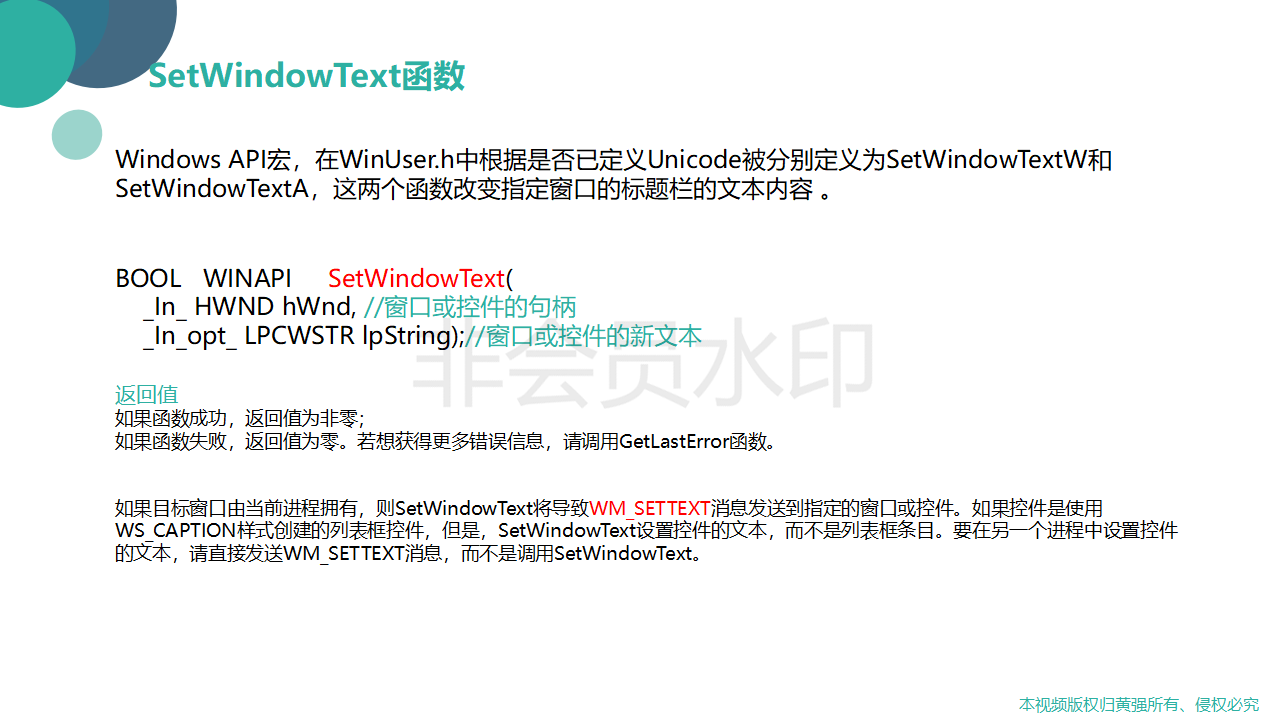 SetWindowText函数
Windows API宏，在WinUser.h中根据是否已定义Unicode被分别定义为SetWindowTextW和
SetWindowTextA，这两个函数改变指定窗口的标题栏的文本内容 。
BOOL WINAPI SetWindowText(
_In_ HWND hWnd, //窗口或控件的句柄
_In_opt_ LPCWSTR lpString);//窗口或控件的新文本
非会员水印
返回值
如果函数成功，返回值为非零；
如果函数失败，返回值为零。若想获得更多错误信息，请调用GetLastError函数。
如果目标窗口由当前进程拥有，则SetWindowText将导致WM_SETTEXT消息发送到指定的窗口或控件。如果控件是使用
WS_CAPTION样式创建的列表框控件，但是，SetWindowText设置控件的文本，而不是列表框条目。要在另一个进程中设置控件
的文本，请直接发送WM_SETTEXT消息，而不是调用SetWindowText。
本视频版权归黄强所有、侵权必究